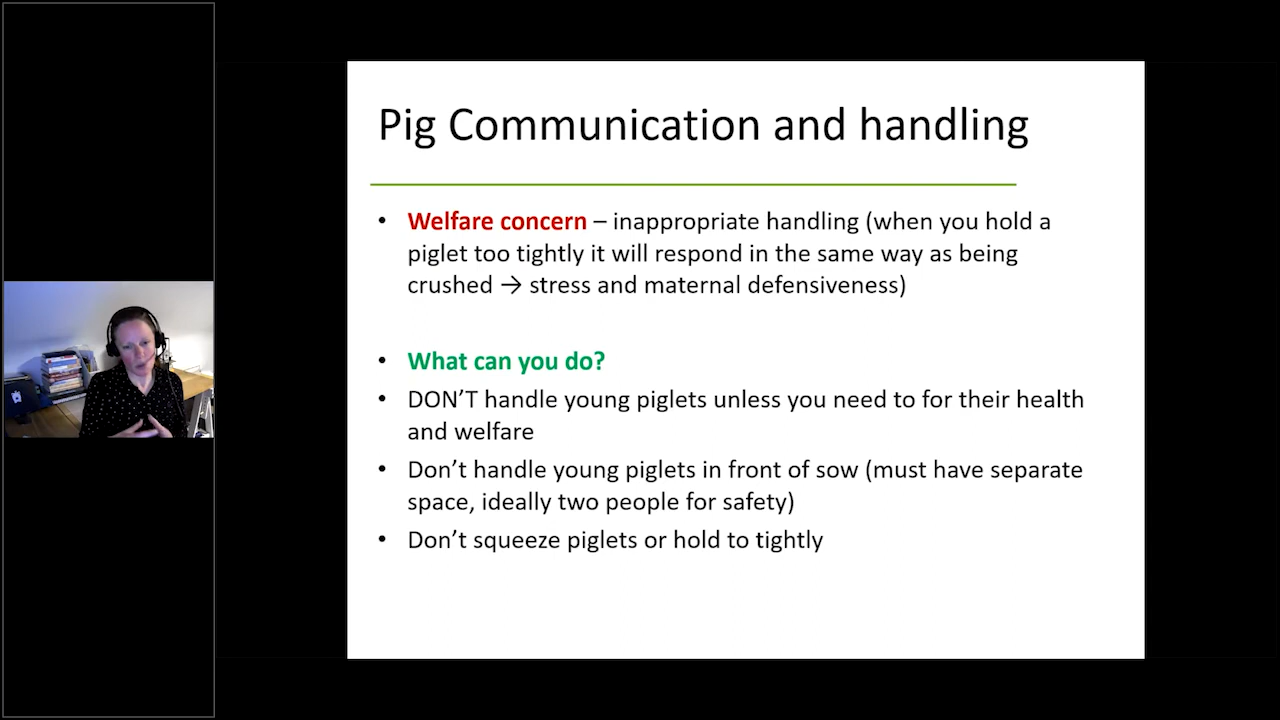 Pig Communication and handling
• Welfare concern – inappropriate handling (when you hold a
piglet too tightly it will respond in the same way as being
crushed → stress and maternal defensiveness)
• What can you do?
• DON'T handle young piglets unless you need to for their health
and welfare
• Don't handle young piglets in front of sow (must have separate
space, ideally two people for safety)
• Don't squeeze piglets or hold to tightly